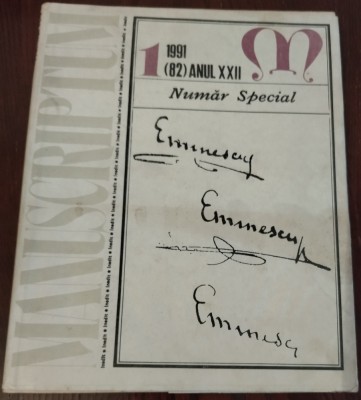 MANUSCRIPTUM
1 1991
(82) ANUL XXII
M
Număr Special
Eminescu
Eminescu
Eminescu